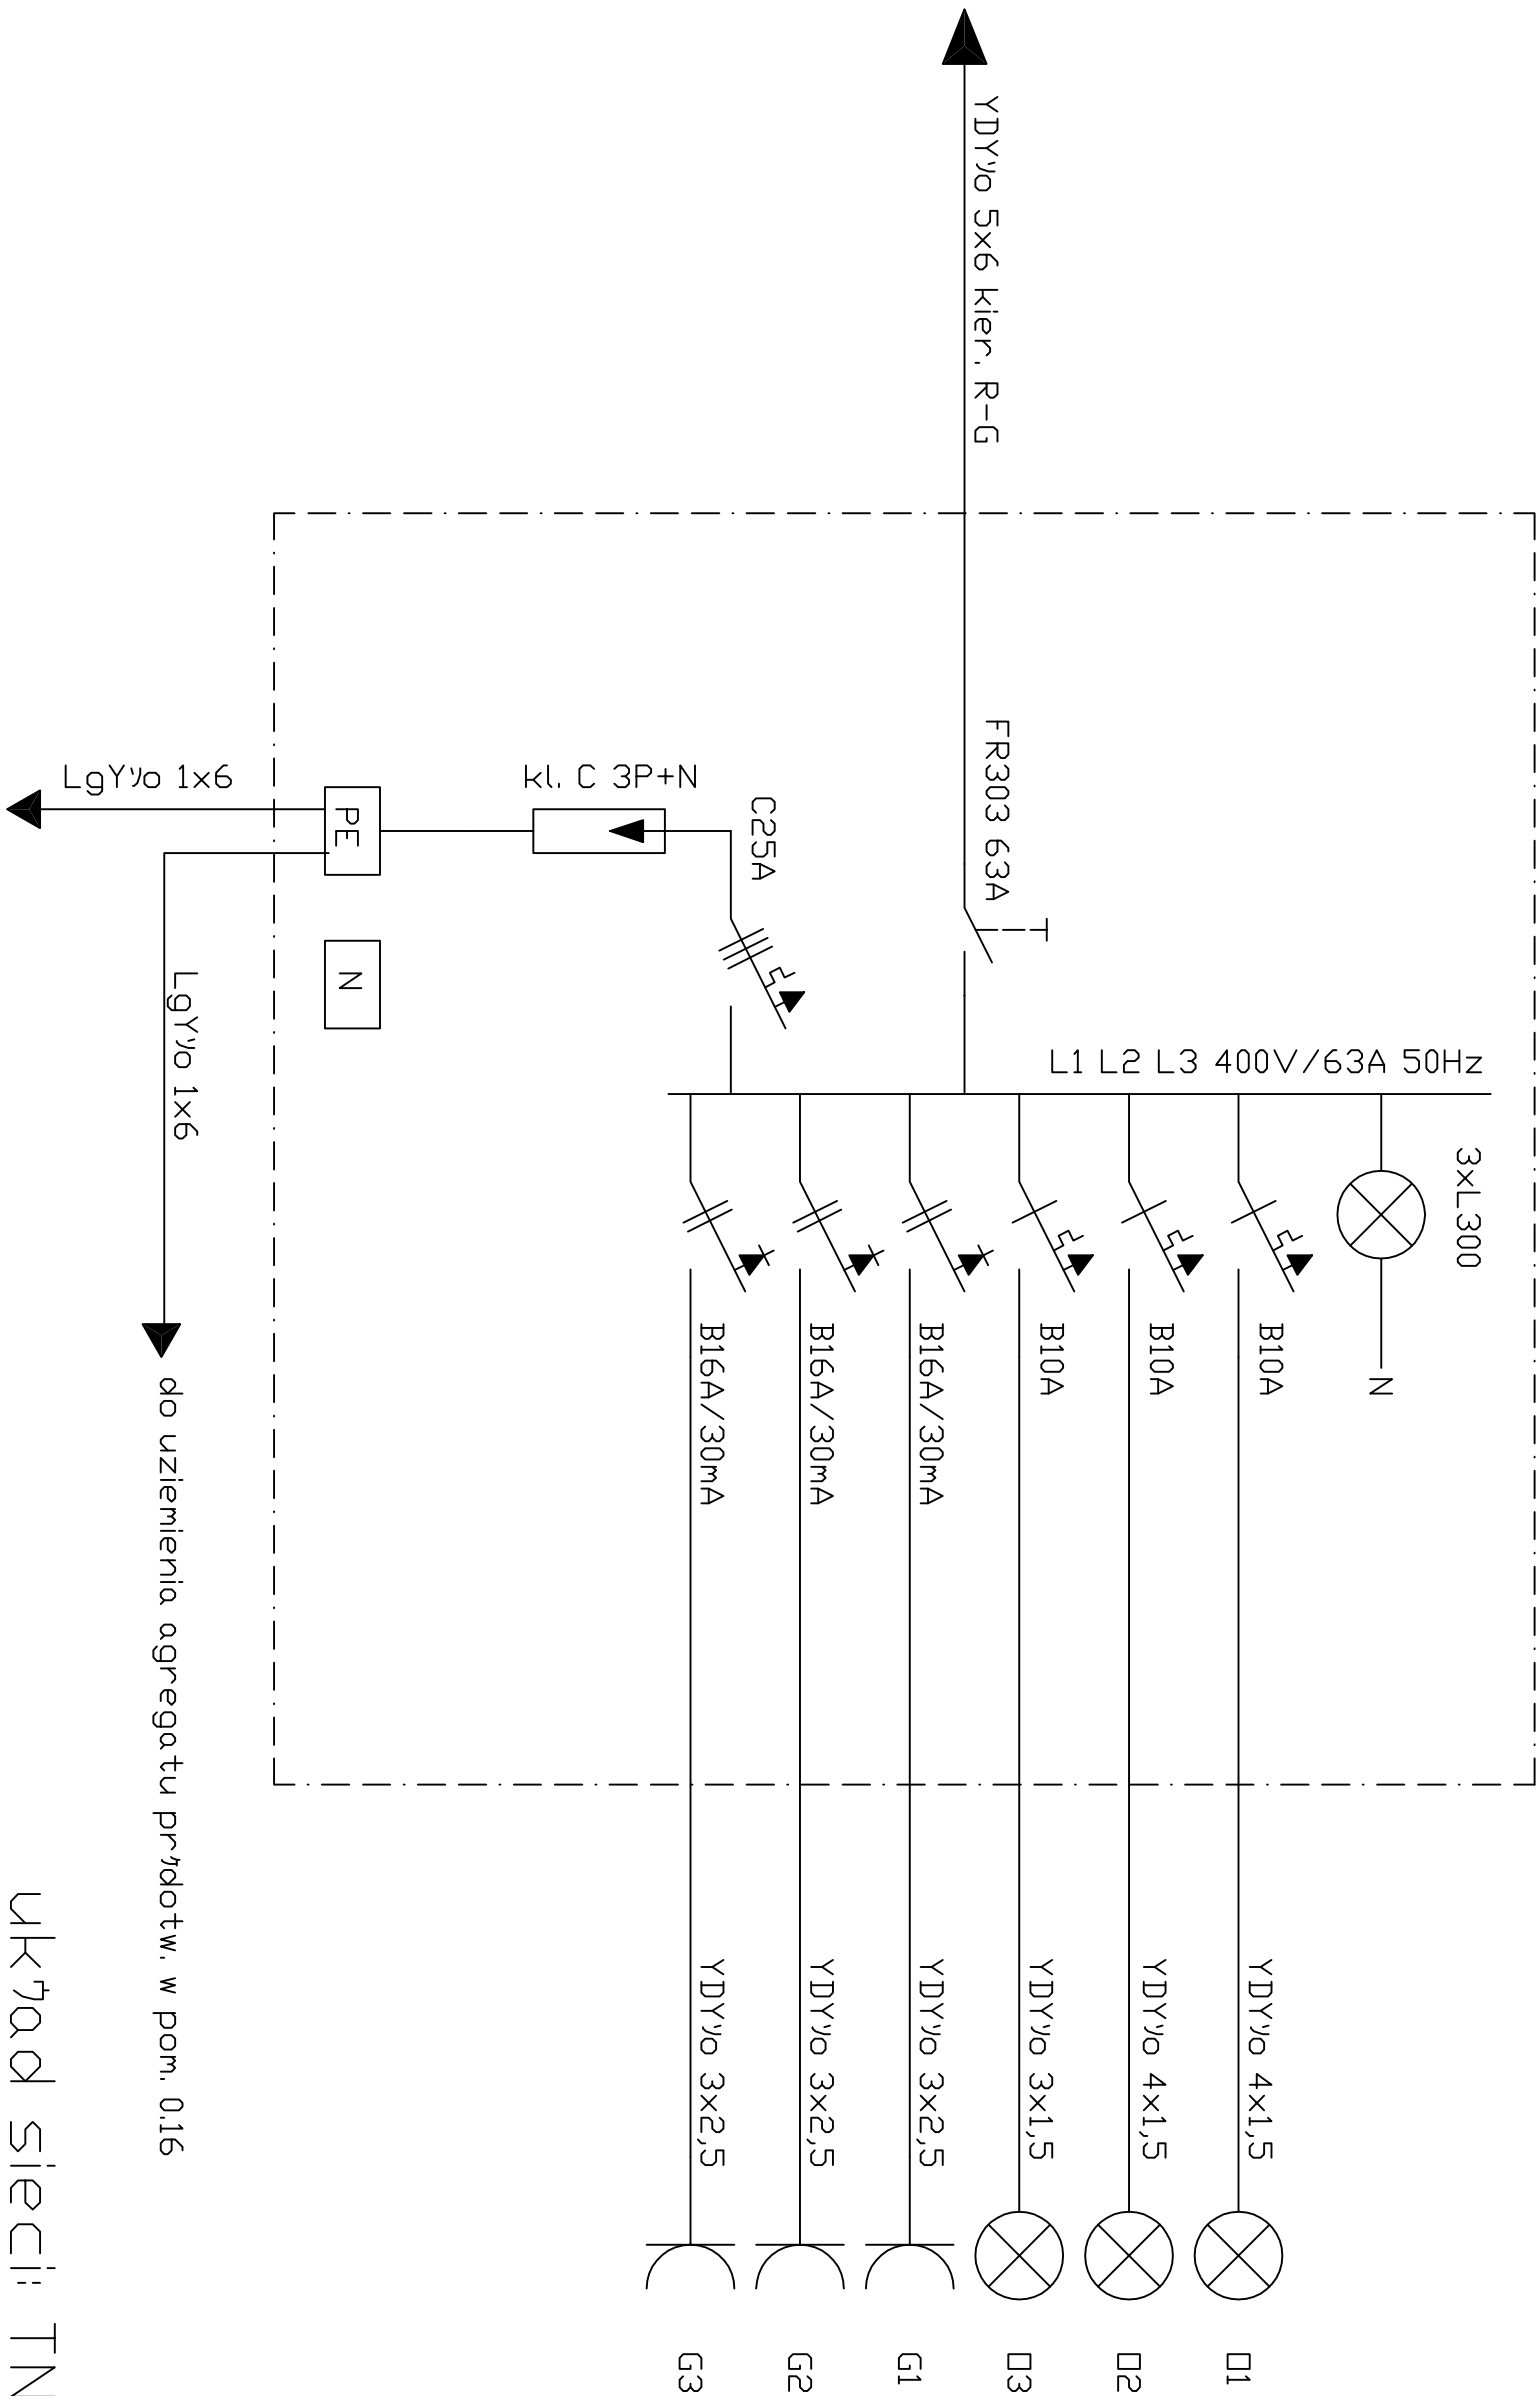 YDYżo 5x6 kier. R-G
FR303 63A
L1 L2 L3 400V/63A 50Hz
3xL300
N
kl. C 3P+N
C25A
PE
N
LgYżo 1x6
LgYżo 1x6
do uziemienia agregatu prądotw. w pom. 0.16
B10A
B10A
B10A
B16A/30mA
B16A/30mA
B16A/30mA
YDYżo 4x1,5
YDYżo 4x1,5
YDYżo 3x1,5
YDYżo 3x2,5
YDYżo 3x2,5
YDYżo 3x2,5
O1
O2
O3
G1
G2
G3
układ sieci: TN